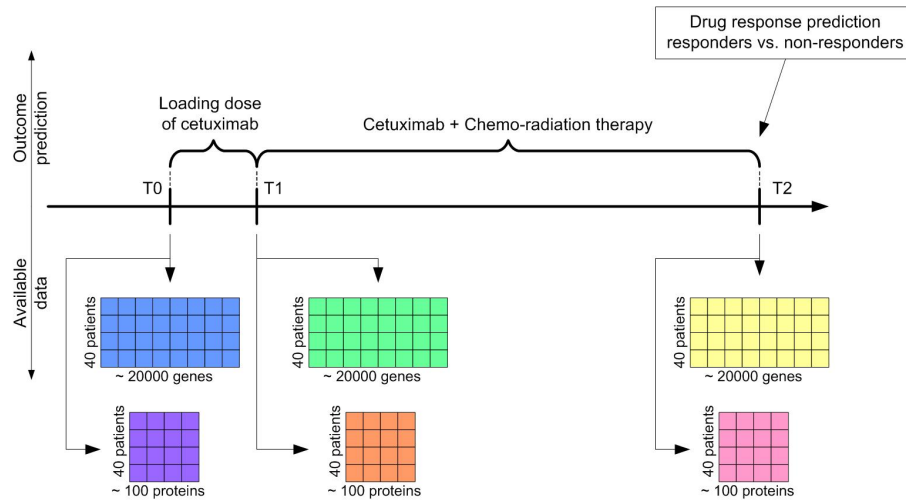 Drug response prediction
responders vs. non-responders
Outcome
prediction
Loading dose
of cetuximab
Cetuximab + Chemo-radiation therapy
T0
T1
T2
Available
data
40 patients
~ 20000 genes
40 patients
~ 20000 genes
40 patients
~ 20000 genes
40 patients
~ 100 proteins
40 patients
~ 100 proteins
40 patients
~ 100 proteins